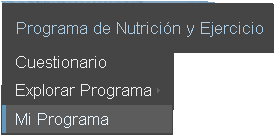 Programa de Nutrición y Ejercicio
Cuestionario
Explorar Programa
Mi Programa